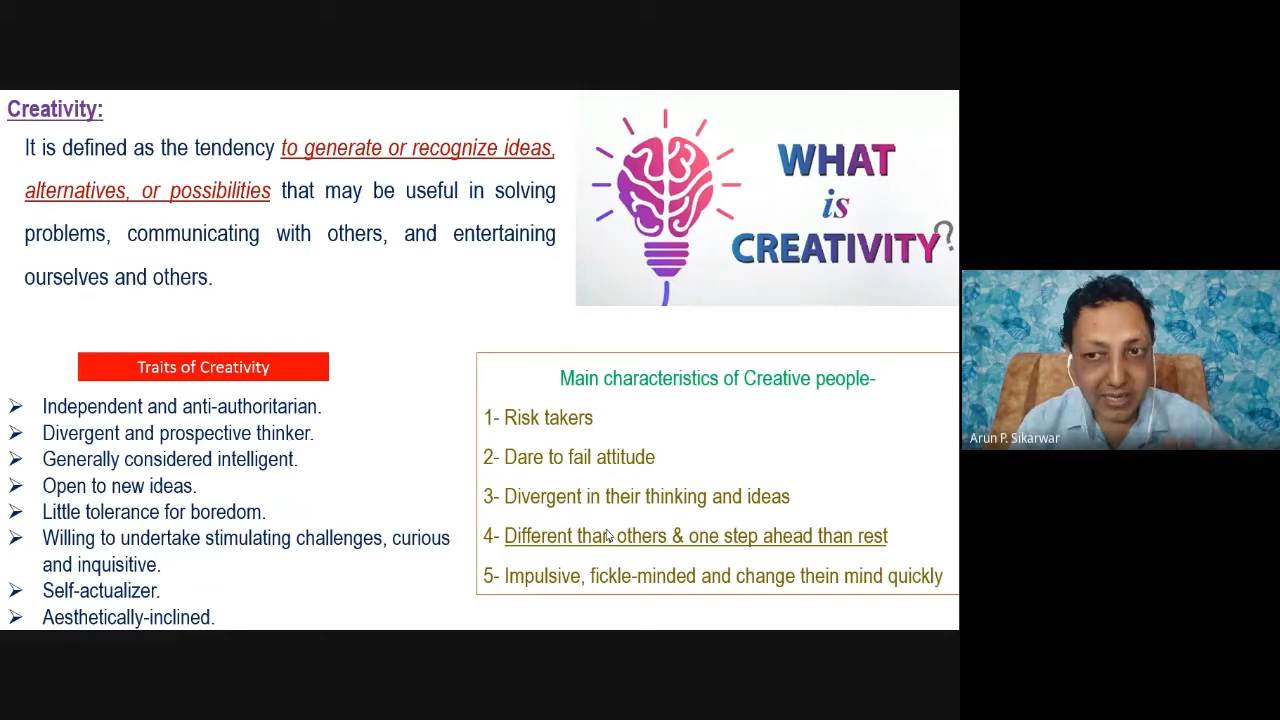 Creativity:
It is defined as the tendency to generate or recognize ideas,
alternatives, or possibilities that may be useful in solving
problems, communicating with others, and entertaining
ourselves and others.
WHAT
is
CREATIVITY?
Traits of Creativity
Independent and anti-authoritarian.
Divergent and prospective thinker.
Generally considered intelligent.
Open to new ideas.
Little tolerance for boredom.
Willing to undertake stimulating challenges, curious
and inquisitive.
Self-actualizer.
Aesthetically-inclined.
Main characteristics of Creative people-
1- Risk takers
2- Dare to fail attitude
3- Divergent in their thinking and ideas
4- Different than others & one step ahead than rest
5- Impulsive, fickle-minded and change thein mind quickly
Arun P. Sikarwar